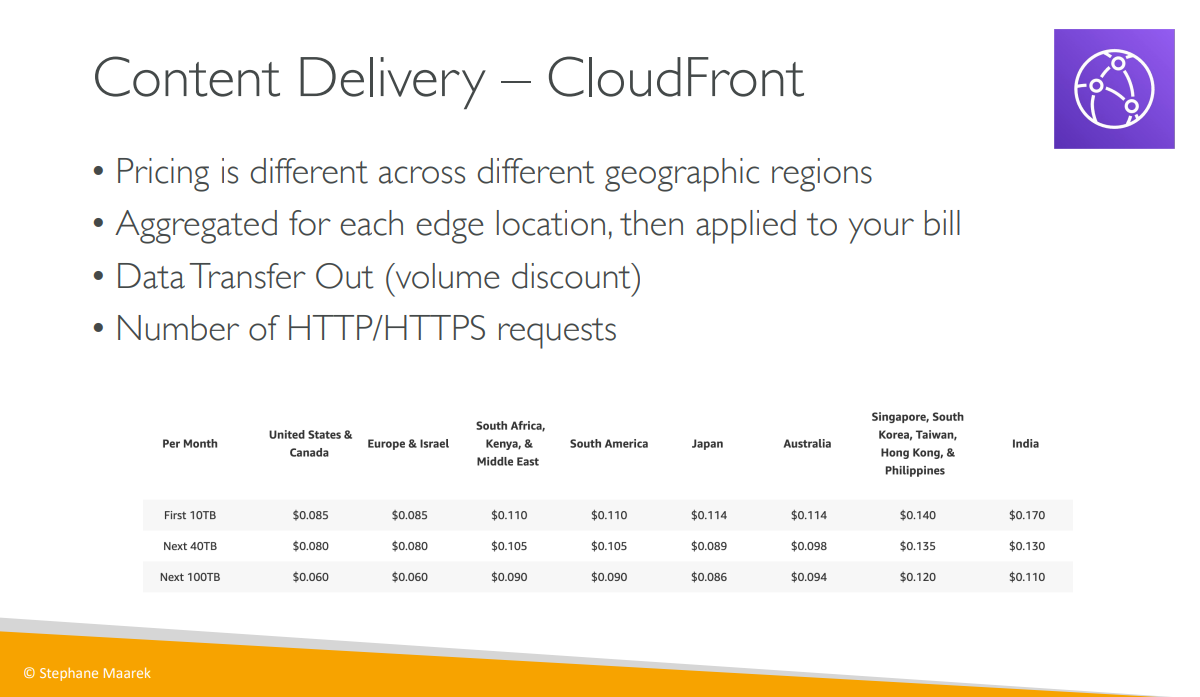 Content Delivery – CloudFront
• Pricing is different across different geographic regions
• Aggregated for each edge location, then applied to your bill
• Data Transfer Out (volume discount)
• Number of HTTP/HTTPS requests
Per Month
United States &
Canada
Europe & Israel
South Africa,
Kenya, &
Middle East
South America
Japan
Australia
Singapore, South
Korea, Taiwan,
Hong Kong, &
Philippines
India
First 10TB $0.085 $0.085 $0.110 $0.110 $0.114 $0.114 $0.140 $0.170
Next 40TB $0.080 $0.080 $0.105 $0.105 $0.089 $0.098 $0.135 $0.130
Next 100TB $0.060 $0.060 $0.090 $0.090 $0.086 $0.094 $0.120 $0.110
© Stephane Maarek